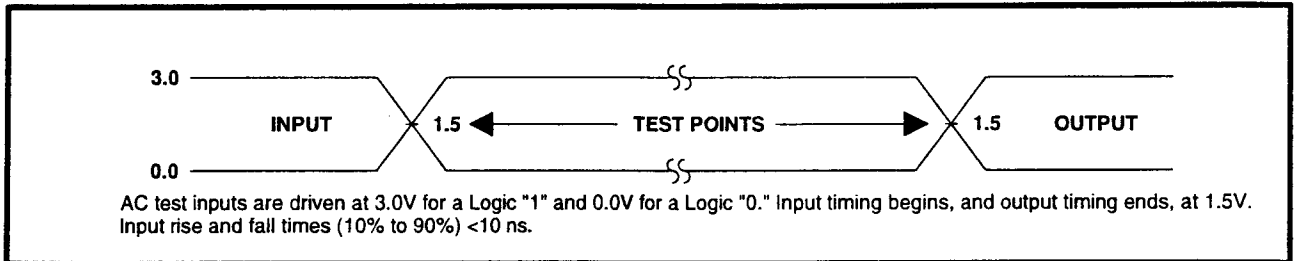 3.0
INPUT 1.5 TEST POINTS 1.5 OUTPUT
0.0
AC test inputs are driven at 3.0V for a Logic "1" and 0.0V for a Logic "0." Input timing begins, and output timing ends, at 1.5V.
Input rise and fall times (10% to 90%) <10 ns.